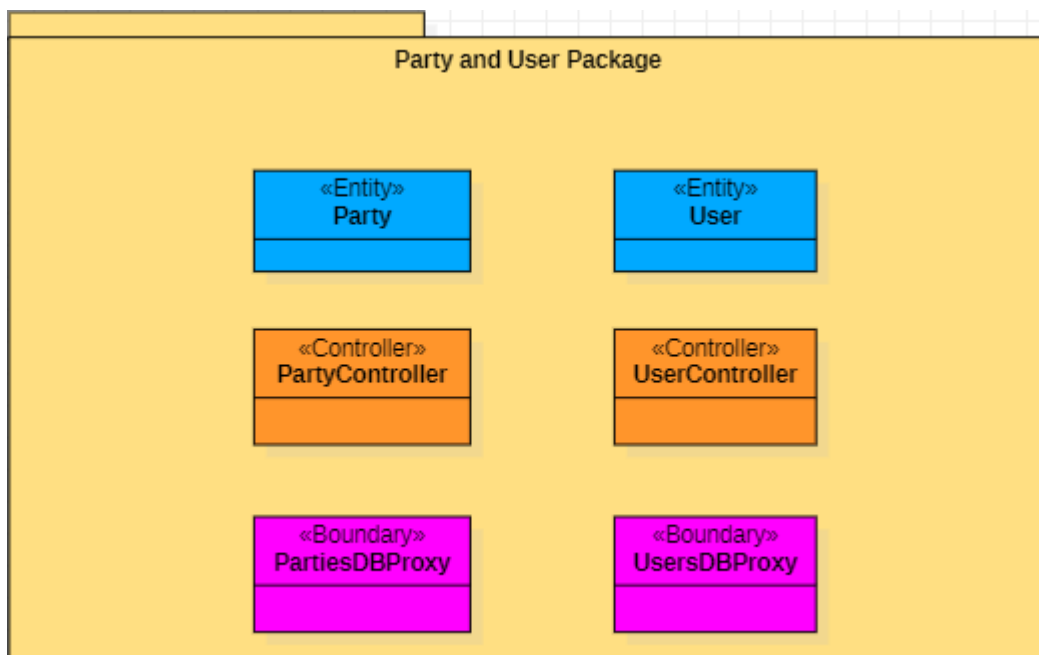 Party and User Package
«Entity»
Party
«Entity»
User
«Controller»
PartyController
«Controller»
UserController
«Boundary»
PartiesDBProxy
«Boundary»
UsersDBProxy